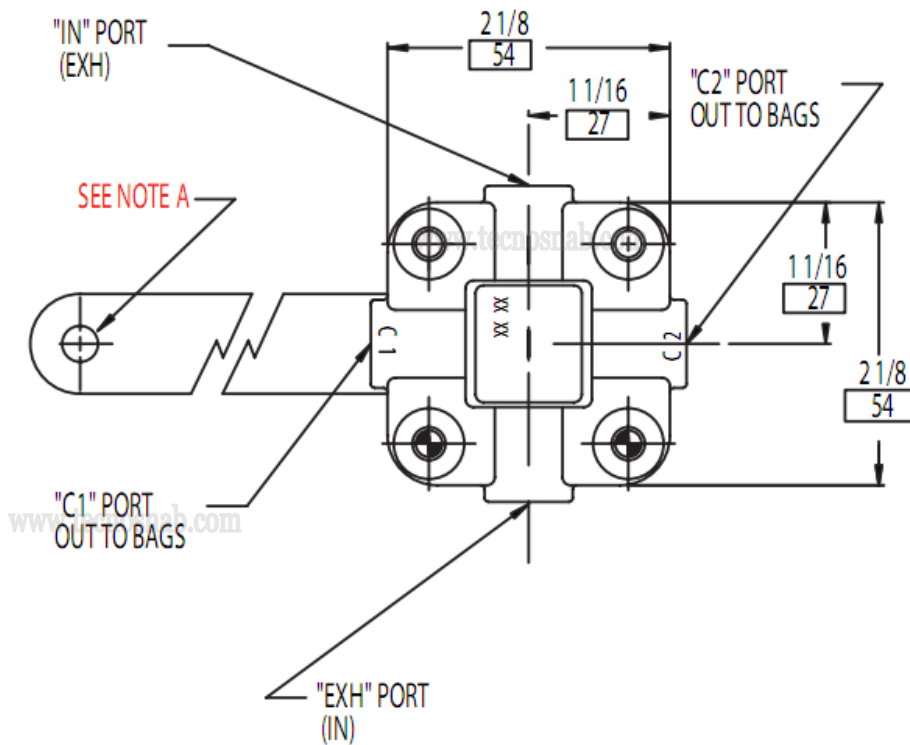 "IN" PORT
(EXH)
2 1/8
54
1 1/16
27
"C2" PORT
OUT TO BAGS
SEE NOTE A
www.tecnosnab.com
1 1/16
27
XX XX
C 1
C 2
2 1/8
54
"C1" PORT
OUT TO BAGS
www.tecnosnab.com
"EXH" PORT
(IN)